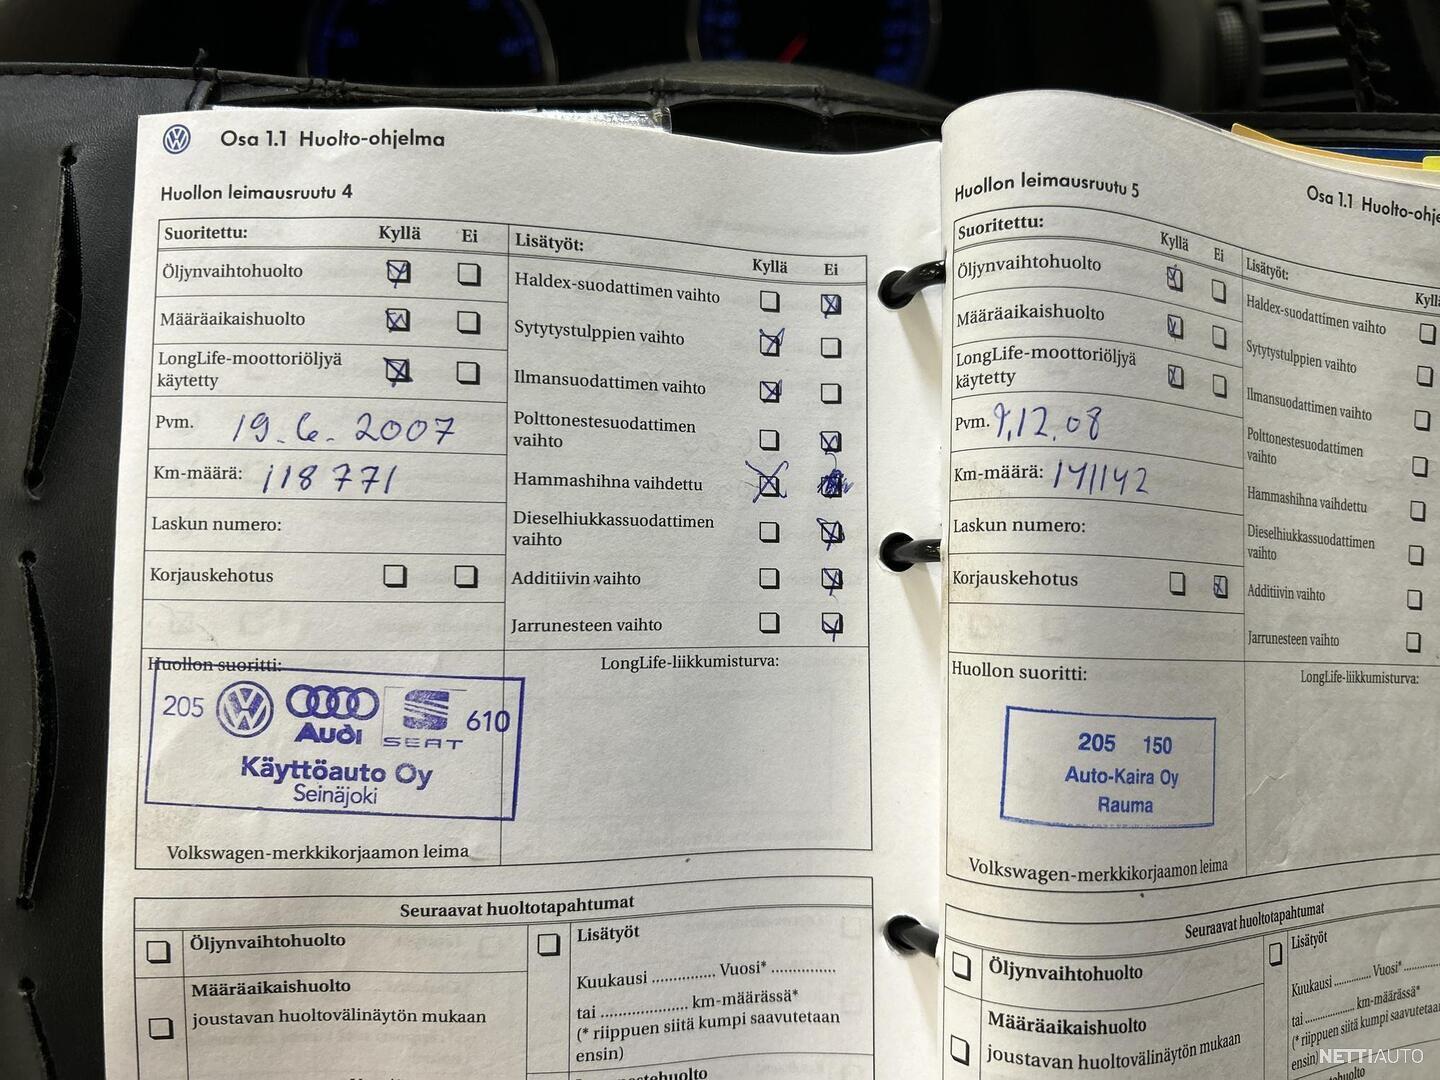 Osa 1.1 Huolto-ohjelma
Huollon leimausruutu 4
Suoritettu: Kyllä Ei
Öljynvaihtohuolto
Määräaikaishuolto
LongLife-moottoriöljyä
käytetty
Pvm. 19.6.2007
Km-määrä: 118 771
Laskun numero:
Korjauskehotus
Huollon suoritti:
205 610
Audi SEAT
Käyttöauto Oy
Seinäjoki
Volkswagen-merkkikorjaamon leima
Lisätyöt:
Kyllä Ei
Haldex-suodattimen vaihto
Sytytystulppien vaihto
Ilmansuodattimen vaihto
Polttonestesuodattimen
vaihto
Hammashihna vaihdettu
Dieselhiukkassuodattimen
vaihto
Additiivin vaihto
Jarrunesteen vaihto
LongLife-liikkumisturva:
Seuraavat huoltotapahtumat
Öljynvaihtohuolto
Määräaikaishuolto
joustavan huoltovälinäytön mukaan
Lisätyöt
Kuukausi .............. Vuosi* ..............
tai ................... km-määrässä*
(* riippuen siitä kumpi saavutetaan
ensin)
Huollon leimausruutu 5
Osa 1.1 Huolto-ohje
Suoritettu:
Kyllä Ei
Öljynvaihtohuolto
Määräaikaishuolto
LongLife-moottoriöljyä
käytetty
Pvm. 9.12.08
Km-määrä: 141142
Laskun numero:
Korjauskehotus
Huollon suoritti:
205 150
Auto-Kaira Oy
Rauma
Volkswagen-merkkikorjaamon leima
Lisätyöt:
Kyllä
Haldex-suodattimen vaihto
Sytytystulppien vaihto
Ilmansuodattimen vaihto
Polttonestesuodattimen
vaihto
Hammashihna vaihdettu
Dieselhiukkassuodattimen
vaihto
Additiivin vaihto
Jarrunesteen vaihto
LongLife-liikkumisturva:
Seuraavat huoltotapahtumat
Öljynvaihtohuolto
Määräaikaishuolto
joustavan huoltovälinäytön mukaan
Lisätyöt
Kuukausi .............. Vuosi*
tai ................... km-määrässä*
(* riippuen siitä kumpi saavutetaan
ensin)
NETTIAUTO